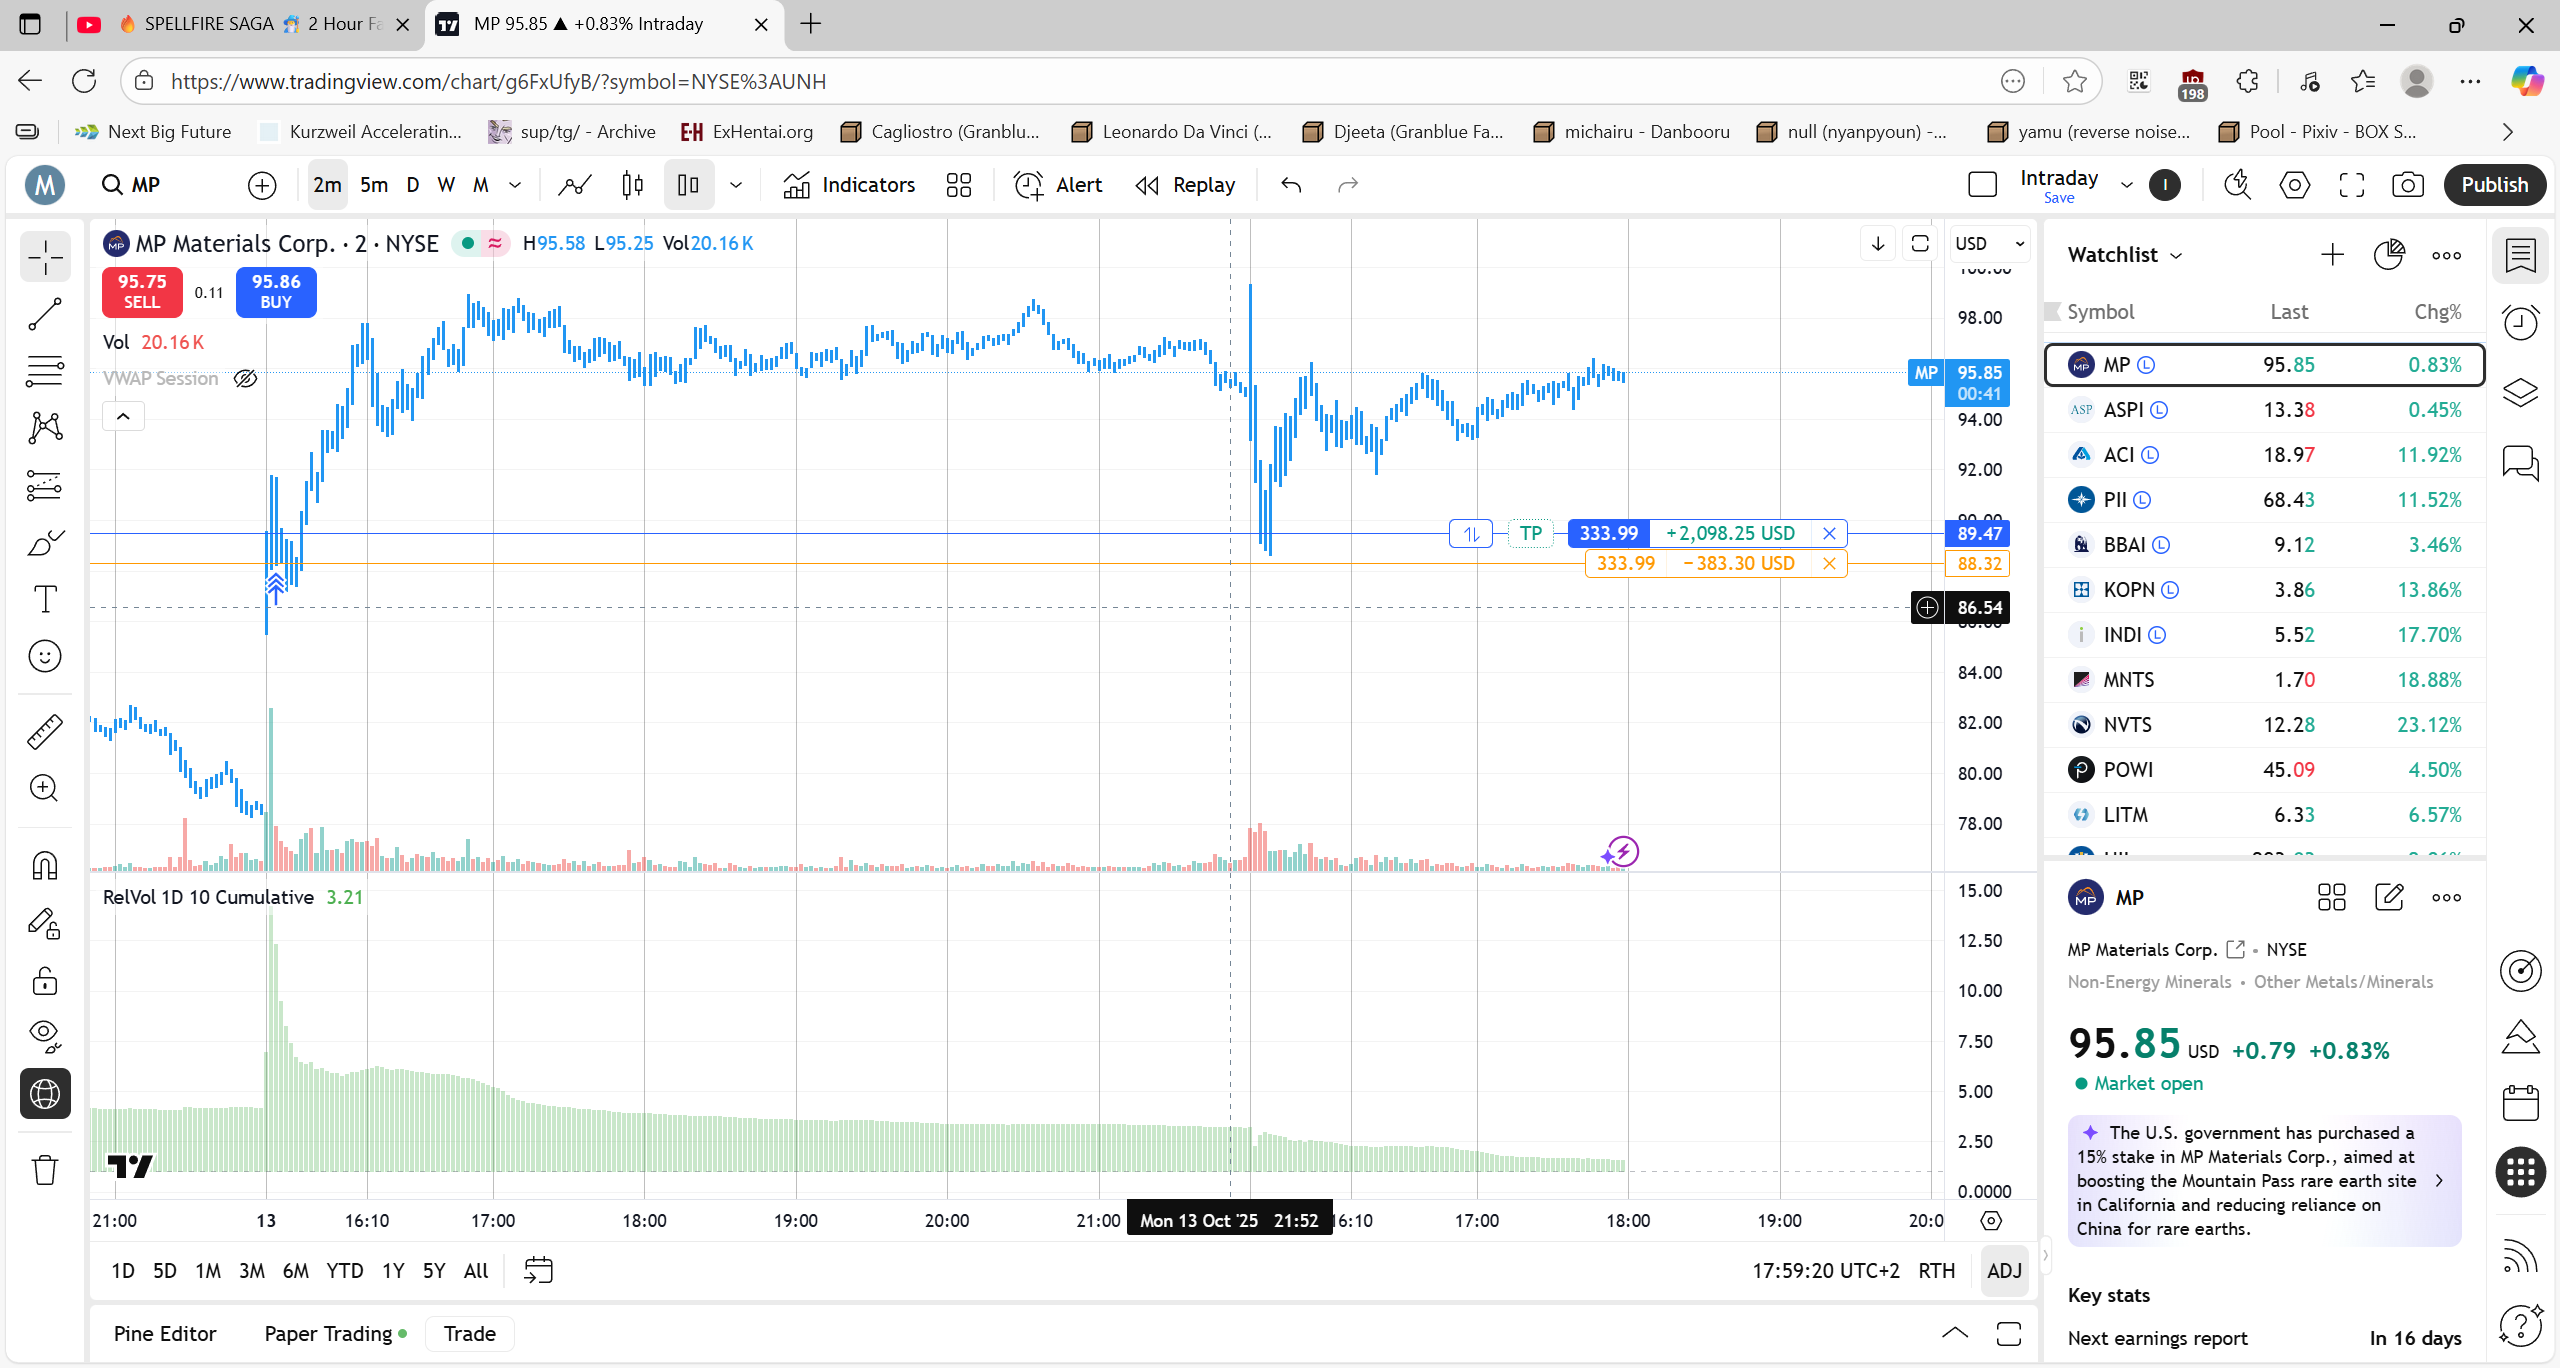 SPELLFIRE SAGA 2 Hour Fa
MP 95.85 ▲ +0.83% Intraday
https://www.tradingview.com/chart/g6FxUfyB/?symbol=NYSE%3AUNH
198
Next Big Future
Kurzweil Acceleratin...
sup/tg/ - Archive
ExHentai.org
Cagliostro (Granblu...
Leonardo Da Vinci (...
Djeeta (Granblue Fa...
michairu - Danbooru
null (nyanpyoun) -...
yamu (reverse noise...
Pool - Pixiv - BOX S...
M
MP
2m 5m D W M
Indicators
Alert
Replay
Intraday
Save
I
Publish
MP Materials Corp. · 2 · NYSE
H95.58 L95.25 Vol20.16 K
USD
95.75
SELL
0.11
95.86
BUY
Vol 20.16 K
VWAP Session
100.00
98.00
MP 95.85
00:41
94.00
92.00
90.00
TP 333.99 +2,098.25 USD
89.47
333.99 −383.30 USD
88.32
86.54
86.00
84.00
82.00
80.00
78.00
RelVol 1D 10 Cumulative 3.21
15.00
12.50
10.00
7.50
5.00
2.50
0.0000
21:00 13 16:10 17:00 18:00 19:00 20:00 21:00 Mon 13 Oct '25 21:52 16:10 17:00 18:00 19:00 20:0
1D 5D 1M 3M 6M YTD 1Y 5Y All
17:59:20 UTC+2 RTH ADJ
Pine Editor
Paper Trading
Trade
Watchlist
Symbol Last Chg%
MP L 95.85 0.83%
ASPI L 13.38 0.45%
ACI L 18.97 11.92%
PII L 68.43 11.52%
BBAI L 9.12 3.46%
KOPN L 3.86 13.86%
INDI L 5.52 17.70%
MNTS 1.70 18.88%
NVTS 12.28 23.12%
POWI 45.09 4.50%
LITM 6.33 6.57%
MP
MP Materials Corp. • NYSE
Non-Energy Minerals • Other Metals/Minerals
95.85 USD +0.79 +0.83%
Market open
The U.S. government has purchased a
15% stake in MP Materials Corp., aimed at
boosting the Mountain Pass rare earth site
in California and reducing reliance on
China for rare earths.
Key stats
Next earnings report In 16 days